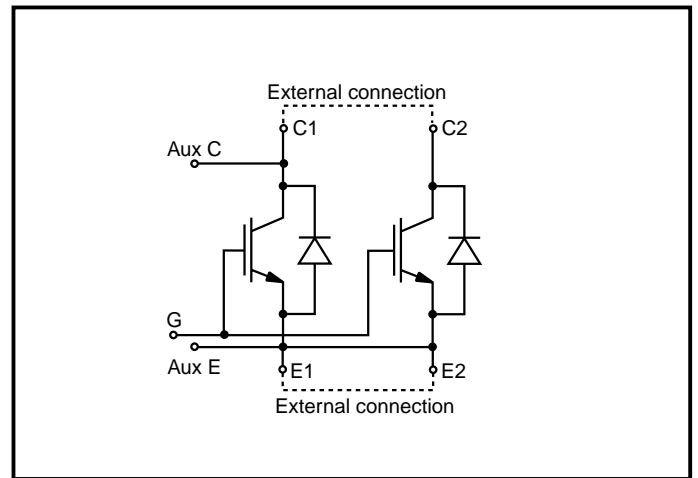 External connection
C1
C2
Aux C
G
Aux E
E1
E2
External connection